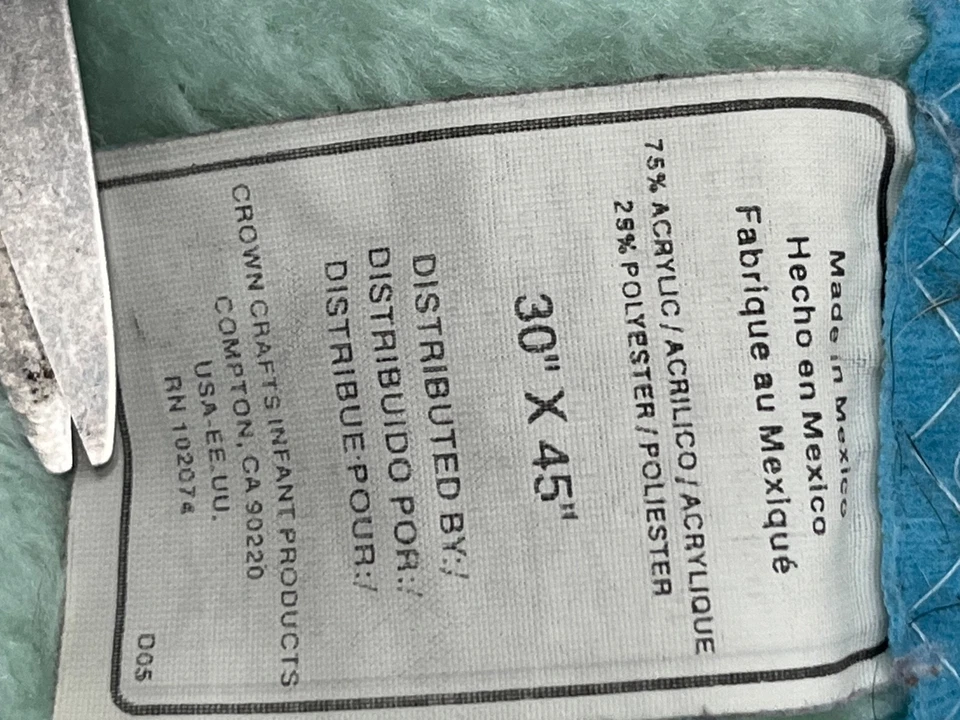 Made in Mexico
Hecho en Mexico
Fabrique au Mexiqué
75% ACRYLIC / ACRILICO / ACRYLIQUE
25% POLYESTER / POLIESTER
30" X 45"
DISTRIBUTED BY:/
DISTRIBUIDO POR:/
DISTRIBUE POUR:/
CROWN CRAFTS INFANT PRODUCTS
COMPTON, CA 90220
USA-EE.UU.
RN 102074
D05